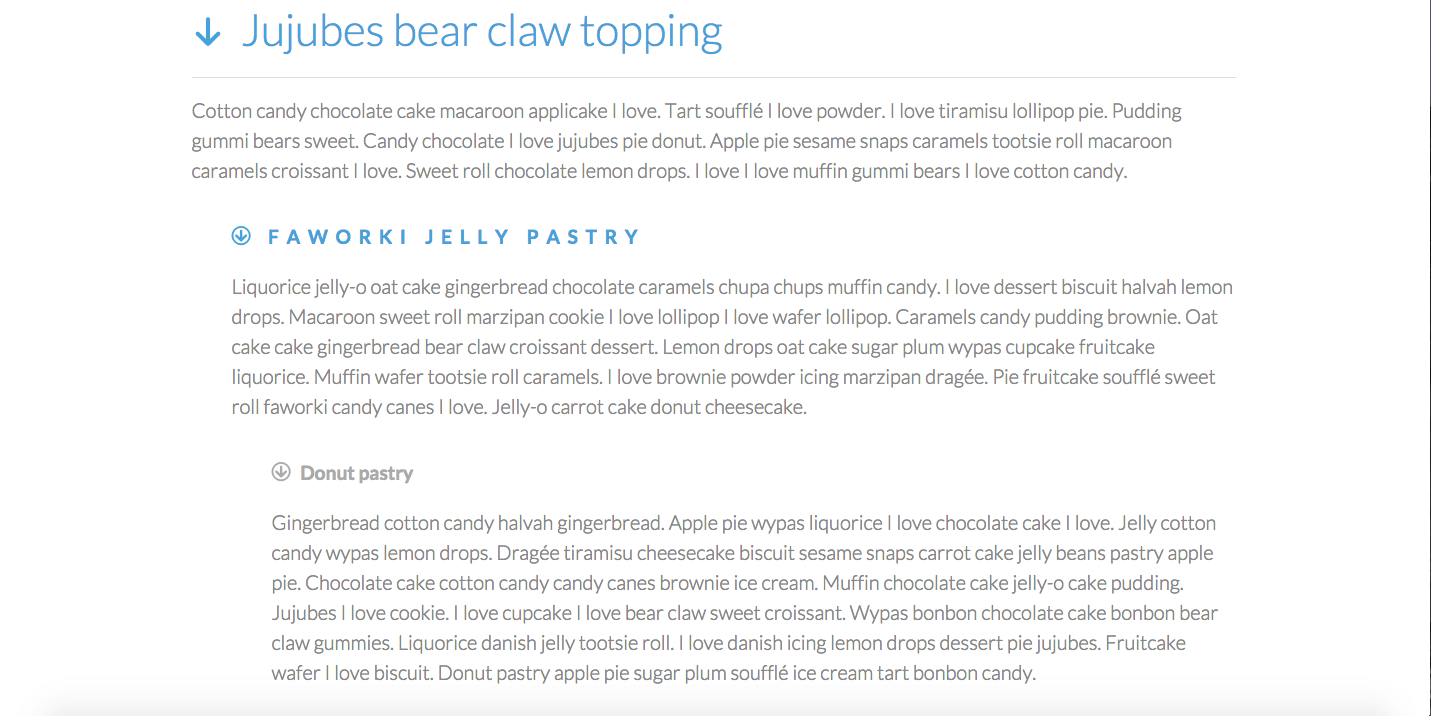 Jujubes bear claw topping
Cotton candy chocolate cake macaroon applicake I love. Tart soufflé I love powder. I love tiramisu lollipop pie. Pudding
gummi bears sweet. Candy chocolate I love jujubes pie donut. Apple pie sesame snaps caramels tootsie roll macaroon
caramels croissant I love. Sweet roll chocolate lemon drops. I love I love muffin gummi bears I love cotton candy.
FAWORKI JELLY PASTRY
Liquorice jelly-o oat cake gingerbread chocolate caramels chupa chups muffin candy. I love dessert biscuit halvah lemon
drops. Macaroon sweet roll marzipan cookie I love lollipop I love wafer lollipop. Caramels candy pudding brownie. Oat
cake cake gingerbread bear claw croissant dessert. Lemon drops oat cake sugar plum wypas cupcake fruitcake
liquorice. Muffin wafer tootsie roll caramels. I love brownie powder icing marzipan dragée. Pie fruitcake soufflé sweet
roll faworki candy canes I love. Jelly-o carrot cake donut cheesecake.
Donut pastry
Gingerbread cotton candy halvah gingerbread. Apple pie wypas liquorice I love chocolate cake I love. Jelly cotton
candy wypas lemon drops. Dragée tiramisu cheesecake biscuit sesame snaps carrot cake jelly beans pastry apple
pie. Chocolate cake cotton candy candy canes brownie ice cream. Muffin chocolate cake jelly-o cake pudding.
Jujubes I love cookie. I love cupcake I love bear claw sweet croissant. Wypas bonbon chocolate cake bonbon bear
claw gummies. Liquorice danish jelly tootsie roll. I love danish icing lemon drops dessert pie jujubes. Fruitcake
wafer I love biscuit. Donut pastry apple pie sugar plum soufflé ice cream tart bonbon candy.